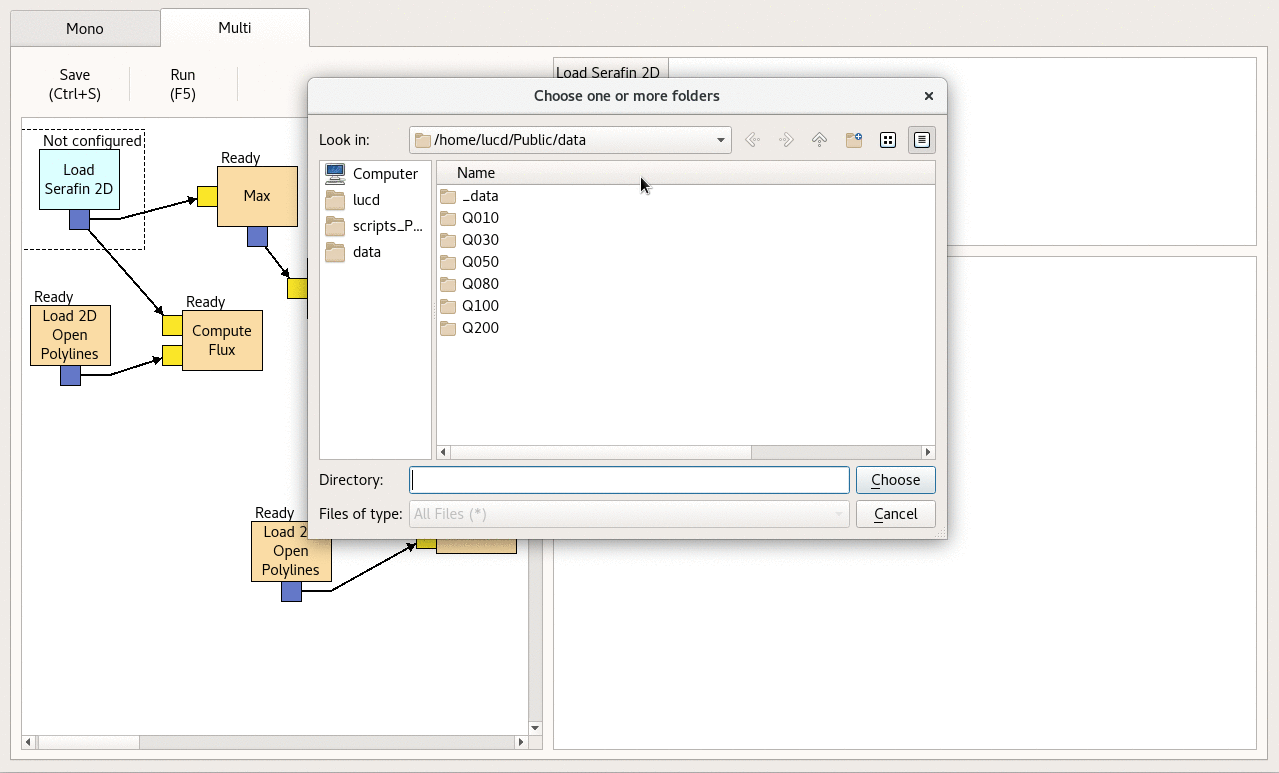 Mono
Multi
Save
(Ctrl+S)
Run
(F5)
Load Serafin 2D
Not configured
Load
Serafin 2D
Ready
Max
Ready
Load 2D
Open
Polylines
Ready
Compute
Flux
Ready
Load 2
Open
Polylines
Choose one or more folders
Look in:
/home/lucd/Public/data
Computer
lucd
scripts_P...
data
Name
_data
Q010
Q030
Q050
Q080
Q100
Q200
Directory:
Choose
Files of type:
All Files (*)
Cancel